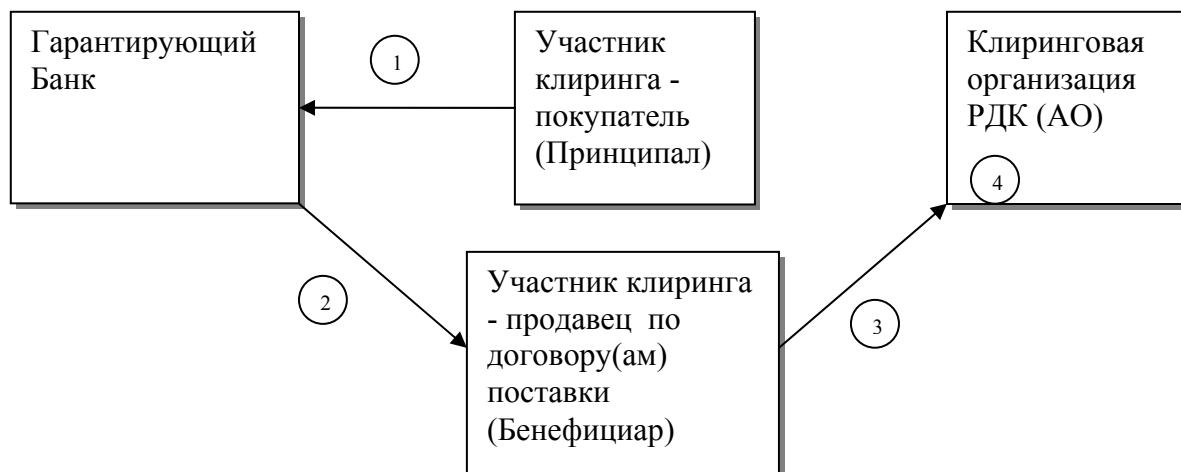 Гарантирующий
Банк
1
Участник
клиринга -
покупатель
(Принципал)
Клиринговая
организация
РДК (АО)
4
2
Участник клиринга
- продавец по
договору(ам)
поставки
(Бенефициар)
3